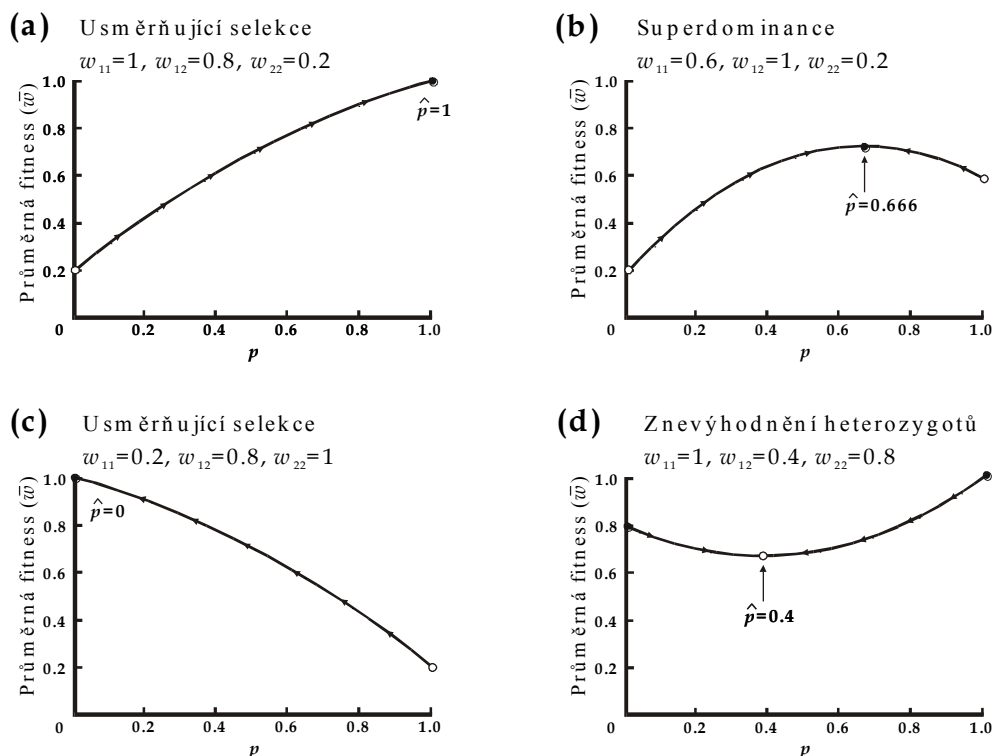 (a) Usměrňující selekce
w11=1, w12=0.8, w22=0.2
Průměrná fitness (w̅)
1.0
0.8
0.6
0.4
0.2
0
p̂=1
0.2 0.4 0.6 0.8 1.0
p
(b) Superdominance
w11=0.6, w12=1, w22=0.2
Průměrná fitness (w̅)
1.0
0.8
0.6
0.4
0.2
0
p̂=0.666
0.2 0.4 0.6 0.8 1.0
p
(c) Usměrňující selekce
w11=0.2, w12=0.8, w22=1
Průměrná fitness (w̅)
1.0
0.8
0.6
0.4
0.2
0
p̂=0
0.2 0.4 0.6 0.8 1.0
p
(d) Znevýhodnění heterozygotů
w11=1, w12=0.4, w22=0.8
Průměrná fitness (w̅)
1.0
0.8
0.6
0.4
0.2
0
p̂=0.4
0.2 0.4 0.6 0.8 1.0
p